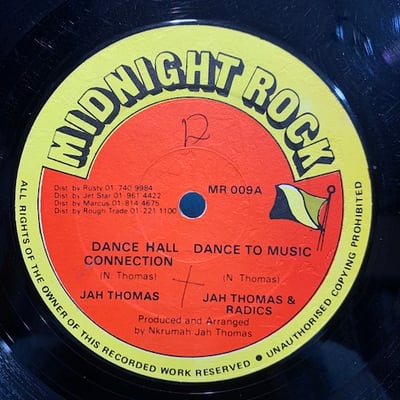 MIDNIGHT ROCK
D
Dist by Rusty 01-740 9984
Dist by Jet Star 01-961 4422
Dist by Marcus 01-814 4675
Dist by Rough Trade 01-221 1100
MR 009A
DANCE HALL CONNECTION
(N. Thomas)
JAH THOMAS
DANCE TO MUSIC
(N. Thomas)
JAH THOMAS &
RADICS
Produced and Arranged
by Nkrumah Jah Thomas
ALL RIGHTS OF THE OWNER OF THIS RECORDED WORK RESERVED ● UNAUTHORISED COPYING PROHIBITED